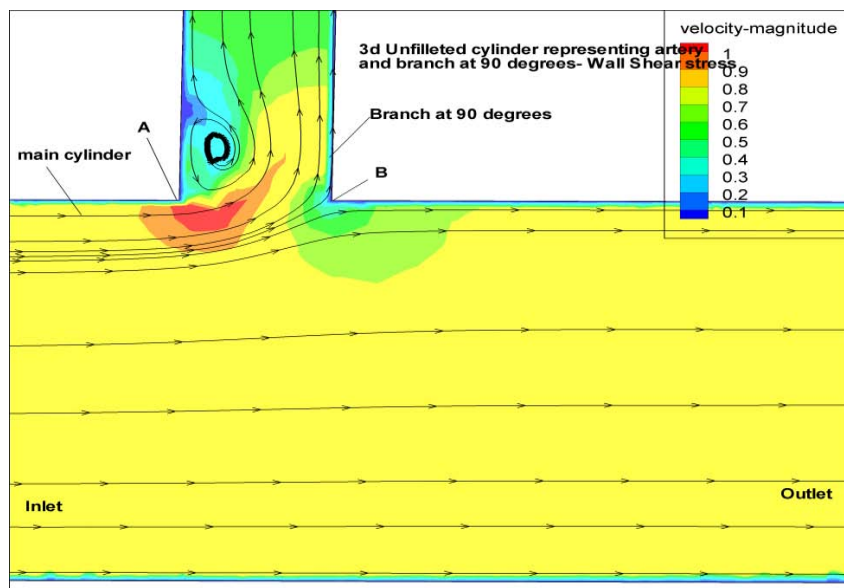 velocity-magnitude
3d Unfilleted cylinder representing artery
and branch at 90 degrees- Wall Shear stress
1
0.9
0.8
0.7
0.6
0.5
0.4
0.3
0.2
0.1
Branch at 90 degrees
A
main cylinder
B
Inlet
Outlet